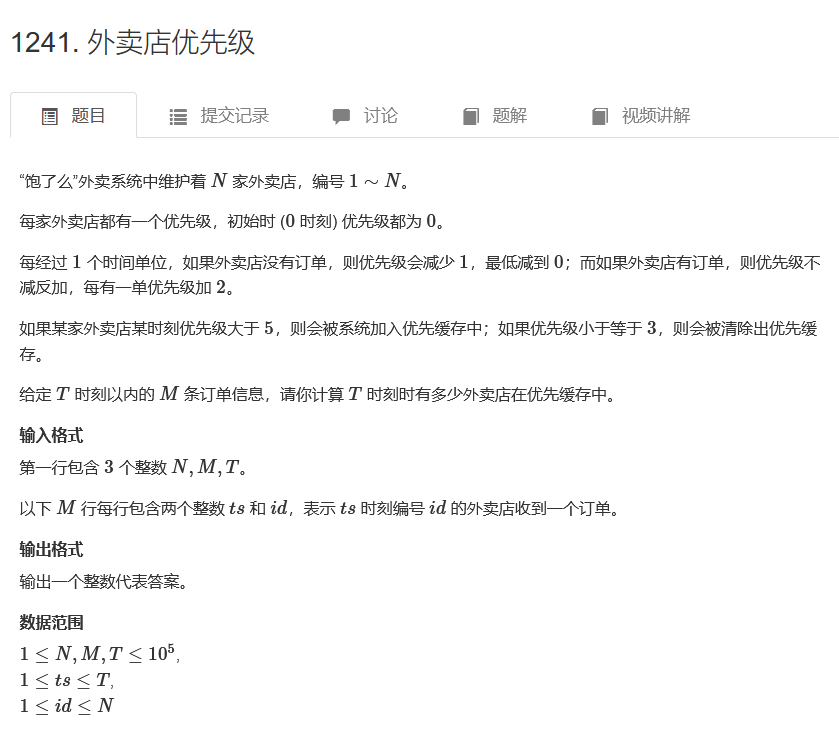 1241. 外卖店优先级
题目 提交记录 讨论 题解 视频讲解
“饱了么”外卖系统中维护着 N 家外卖店，编号 1 ∼ N。
每家外卖店都有一个优先级，初始时 (0 时刻) 优先级都为 0。
每经过 1 个时间单位，如果外卖店没有订单，则优先级会减少 1，最低减到 0；而如果外卖店有订单，则优先级不
减反加，每有一单优先级加 2。
如果某家外卖店某时刻优先级大于 5，则会被系统加入优先缓存中；如果优先级小于等于 3，则会被清除出优先缓
存。
给定 T 时刻以内的 M 条订单信息，请你计算 T 时刻时有多少外卖店在优先缓存中。
输入格式
第一行包含 3 个整数 N, M, T。
以下 M 行每行包含两个整数 ts 和 id，表示 ts 时刻编号 id 的外卖店收到一个订单。
输出格式
输出一个整数代表答案。
数据范围
1 ≤ N, M, T ≤ 10⁵,
1 ≤ ts ≤ T,
1 ≤ id ≤ N